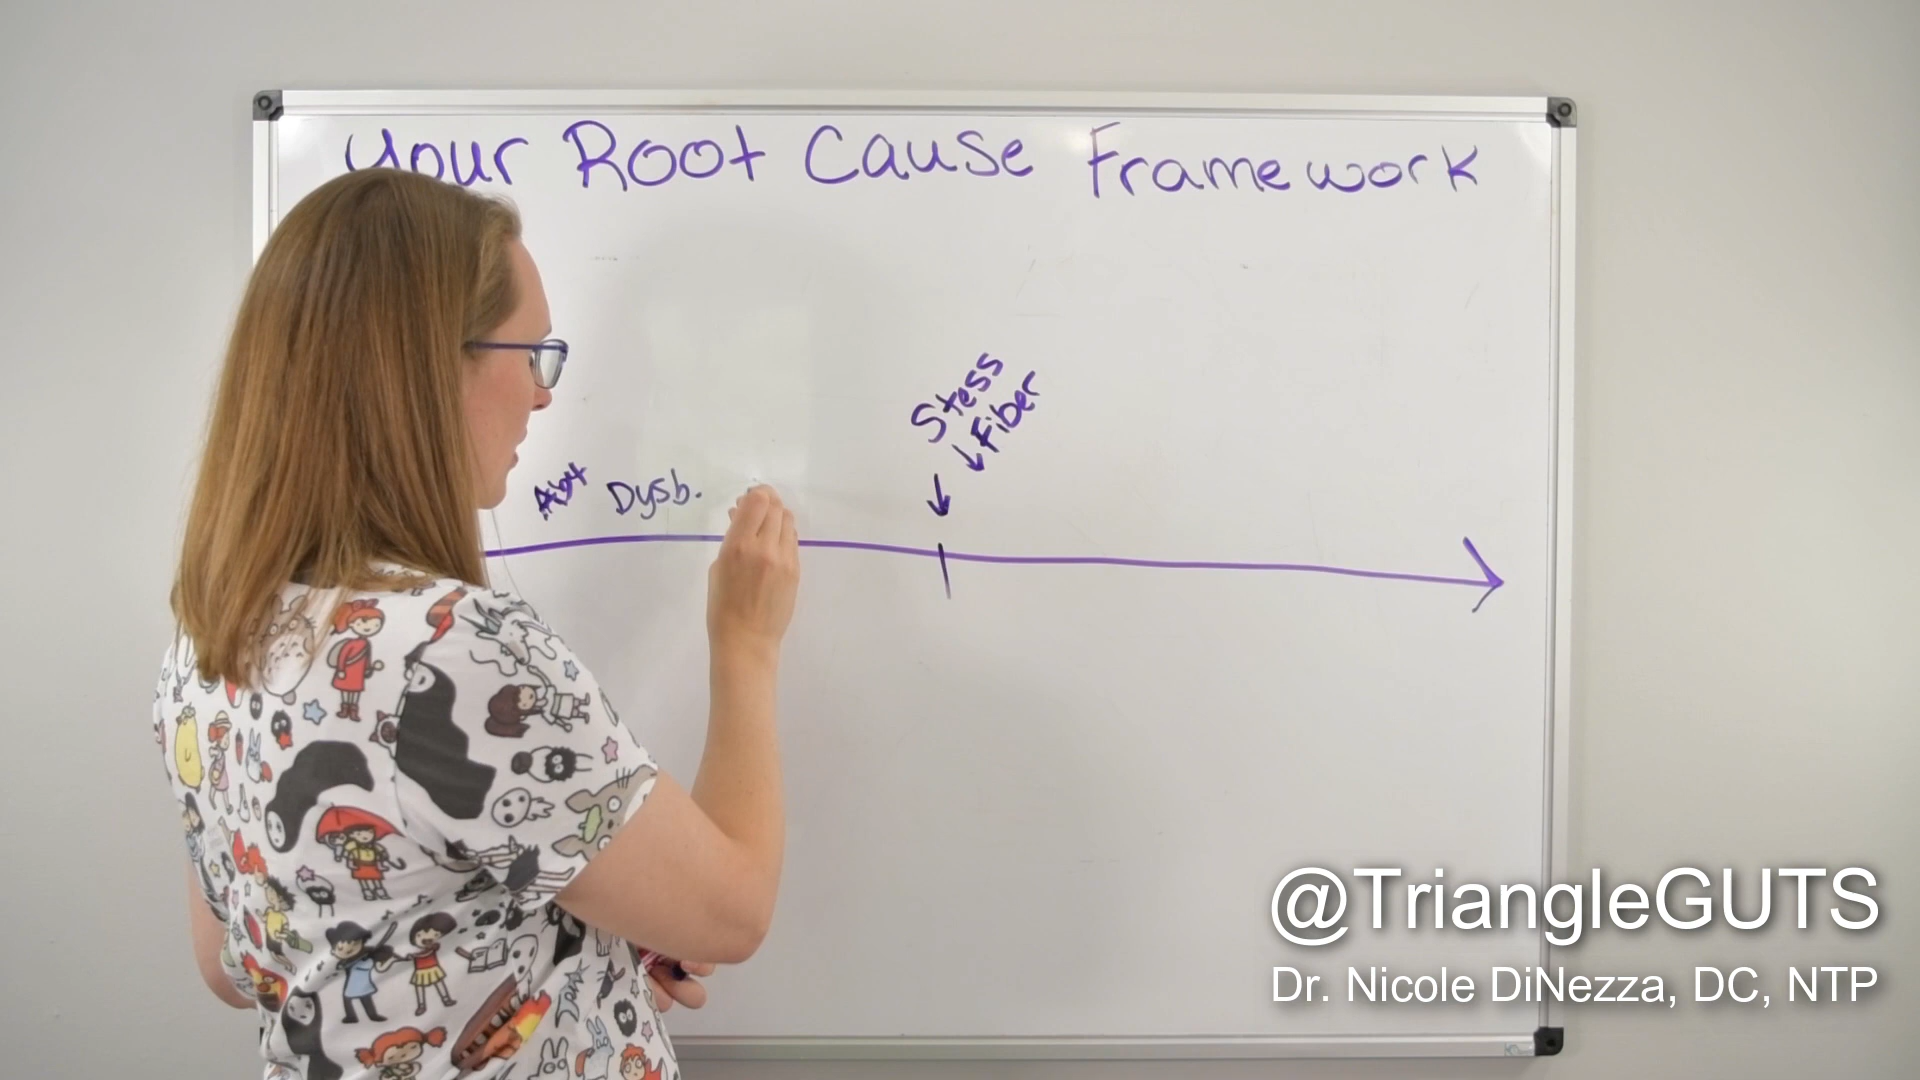 Your Root Cause Framework
Stess
↓Fiber
Dysb.
@TriangleGUTS
Dr. Nicole DiNezza, DC, NTP